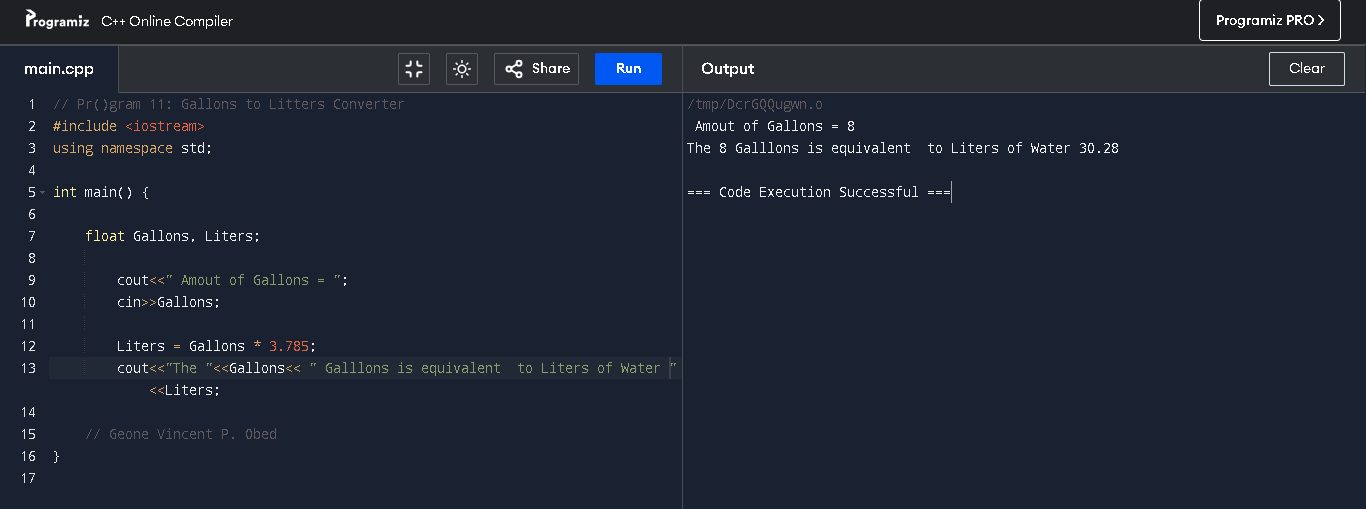 Programiz C++ Online Compiler
Programiz PRO >
main.cpp
Share
Run
Output
Clear
1 // Pr()gram 11: Gallons to Litters Converter
2 #include <iostream>
3 using namespace std;
4
5 int main() {
6
7 float Gallons, Liters;
8
9 cout<<" Amout of Gallons = ";
10 cin>>Gallons;
11
12 Liters = Gallons * 3.785;
13 cout<<"The "<<Gallons<< " Galllons is equivalent  to Liters of Water "
<<Liters;
14
15 // Geone Vincent P. Obed
16 }
17
/tmp/DcrGQQugwn.o
Amout of Gallons = 8
The 8 Galllons is equivalent  to Liters of Water 30.28
=== Code Execution Successful ===